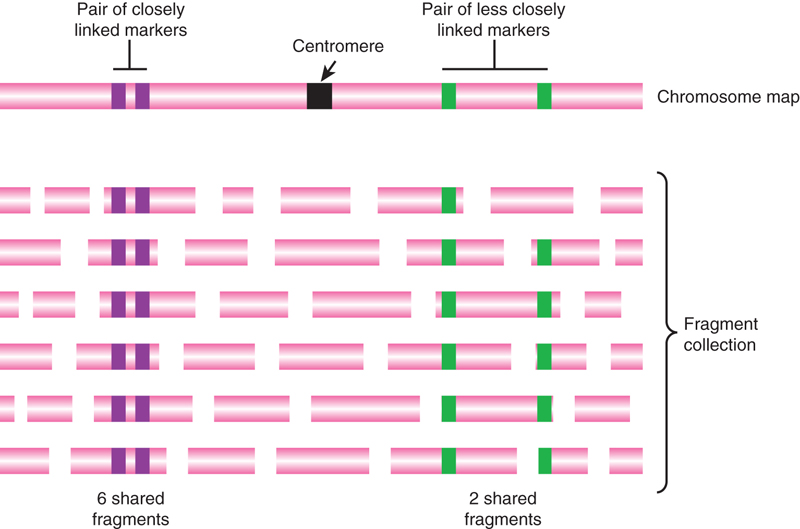 Pair of closely
linked markers
Centromere
Pair of less closely
linked markers
Chromosome map
Fragment
collection
6 shared
fragments
2 shared
fragments